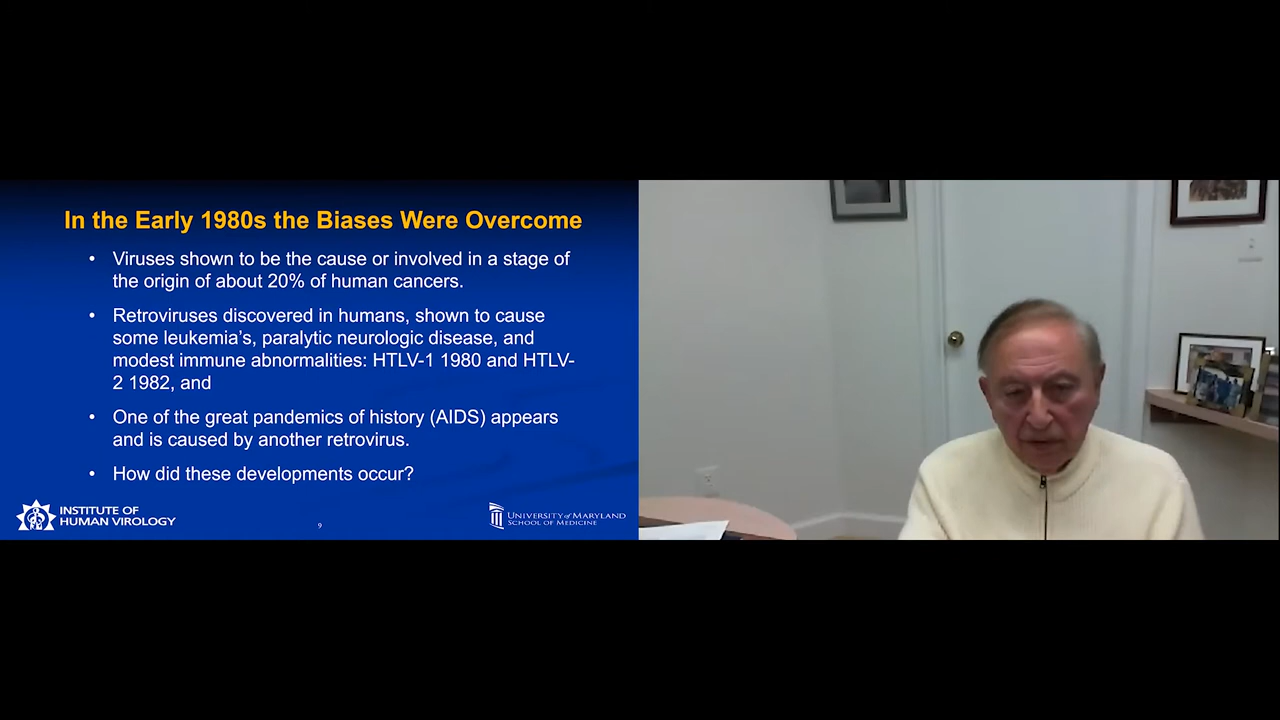 In the Early 1980s the Biases Were Overcome
• Viruses shown to be the cause or involved in a stage of
the origin of about 20% of human cancers.
• Retroviruses discovered in humans, shown to cause
some leukemia's, paralytic neurologic disease, and
modest immune abnormalities: HTLV-1 1980 and HTLV-
2 1982, and
• One of the great pandemics of history (AIDS) appears
and is caused by another retrovirus.
• How did these developments occur?
INSTITUTE OF
HUMAN VIROLOGY
9
UNIVERSITY of MARYLAND
SCHOOL OF MEDICINE